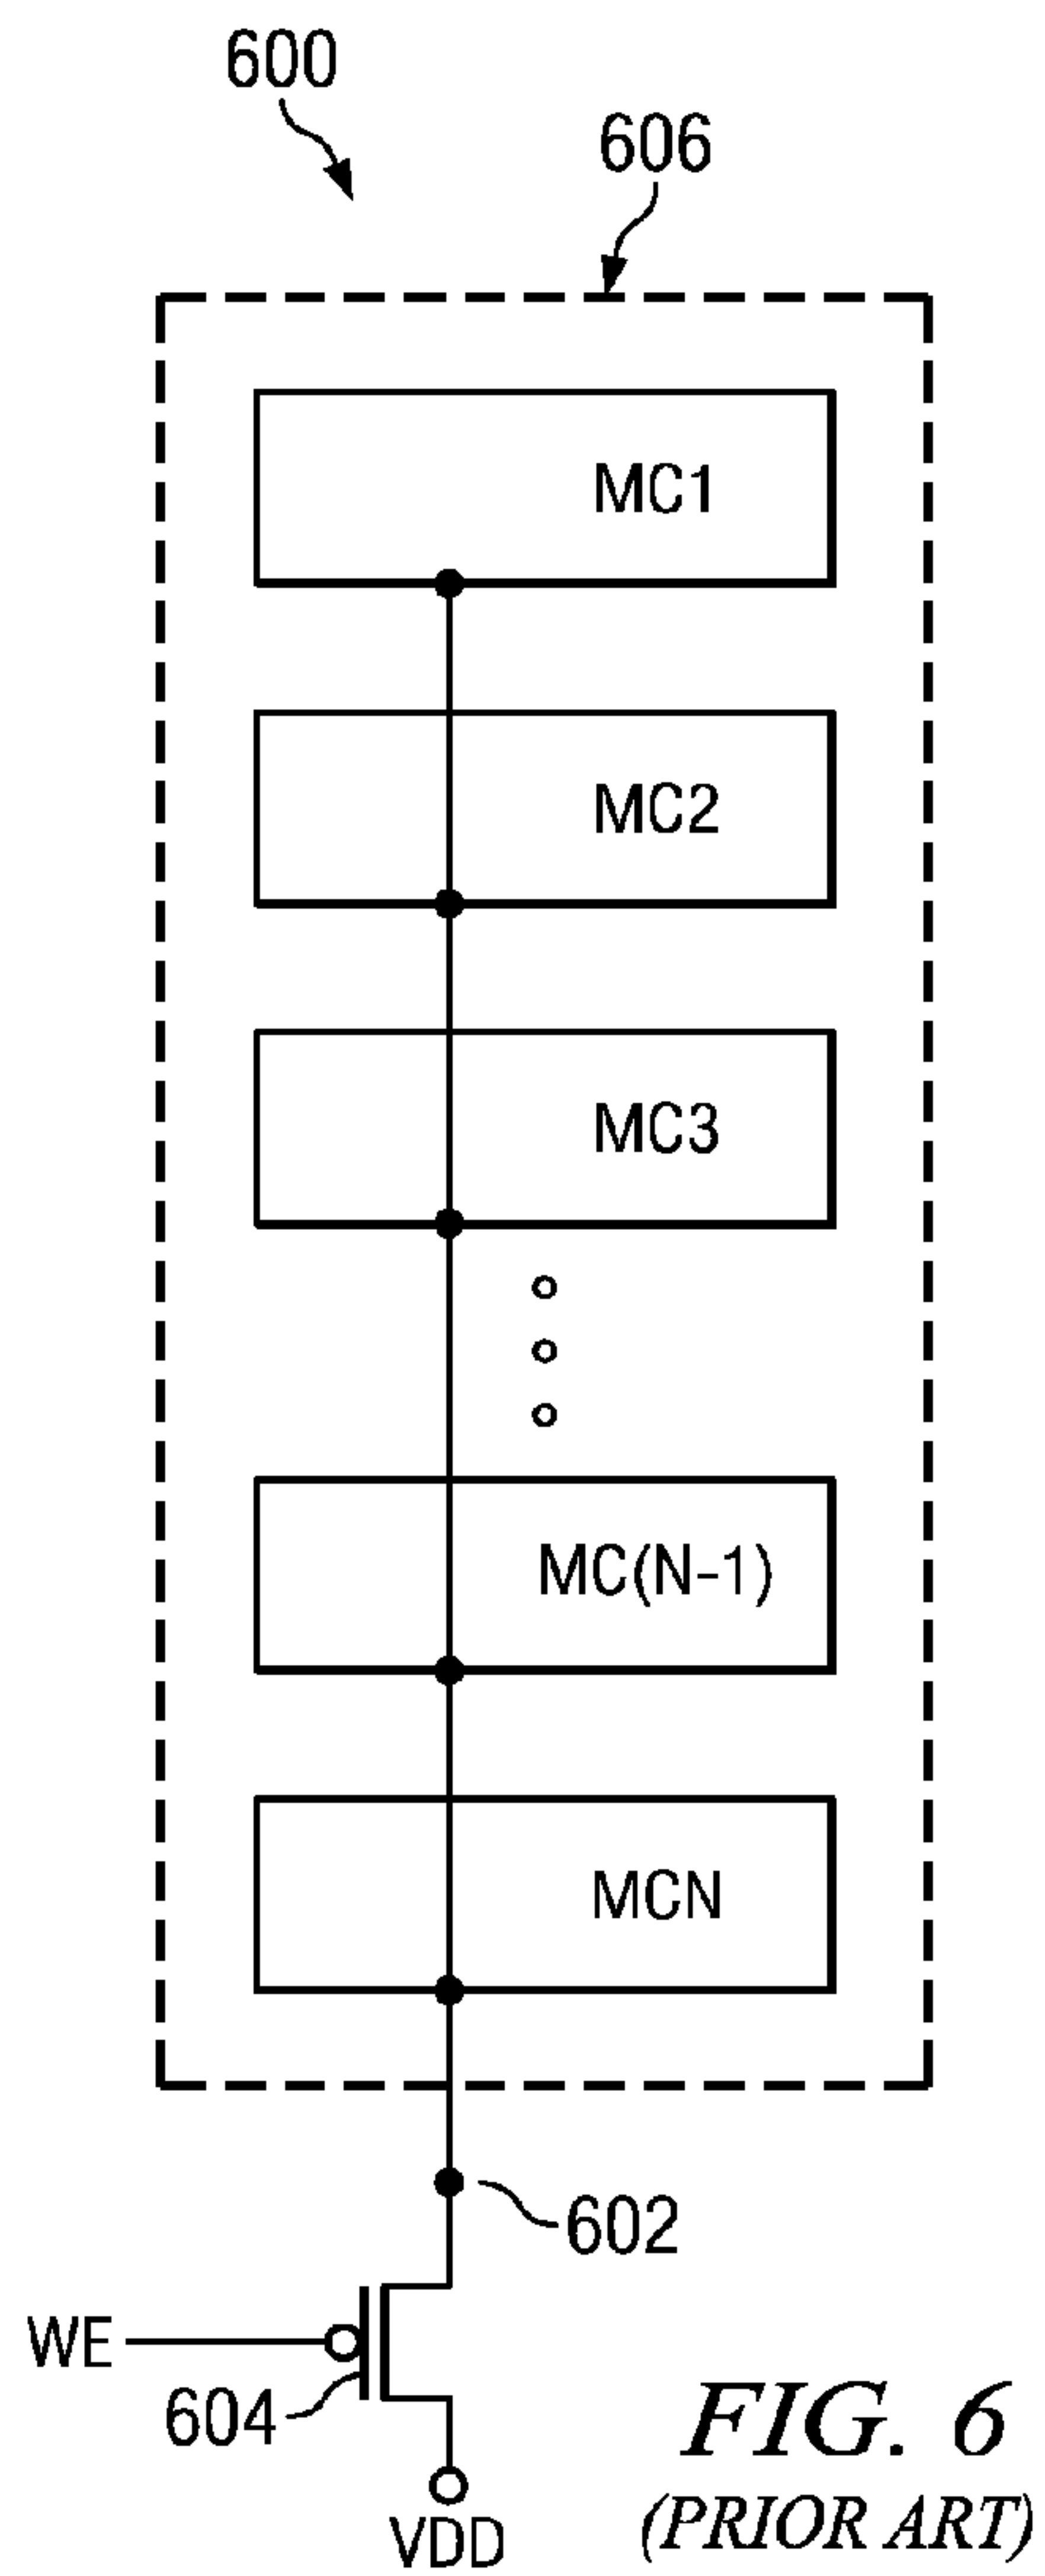 600
606
MC1
MC2
MC3
MC(N-1)
MCN
602
WE
604
VDD
FIG. 6
(PRIOR ART)